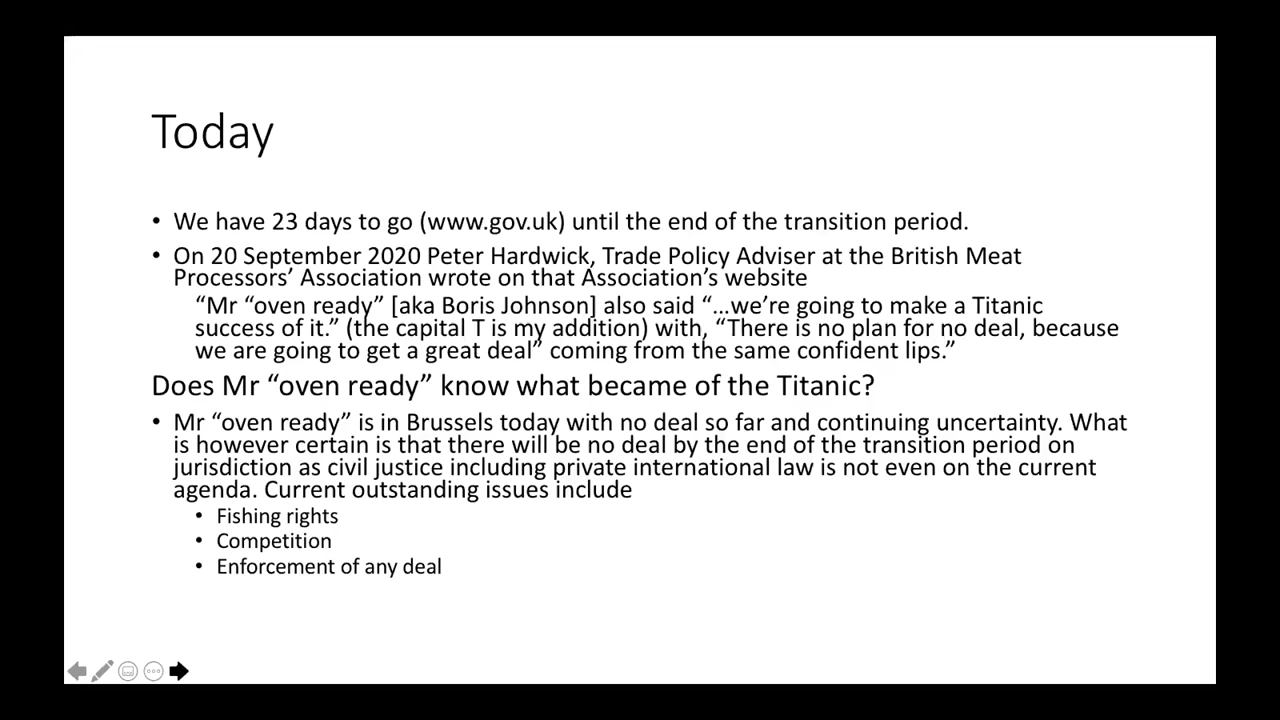 Today
• We have 23 days to go (www.gov.uk) until the end of the transition period.
• On 20 September 2020 Peter Hardwick, Trade Policy Adviser at the British Meat
Processors’ Association wrote on that Association’s website
“Mr “oven ready” [aka Boris Johnson] also said “…we’re going to make a Titanic
success of it.” (the capital T is my addition) with, “There is no plan for no deal, because
we are going to get a great deal” coming from the same confident lips.”
Does Mr “oven ready” know what became of the Titanic?
• Mr “oven ready” is in Brussels today with no deal so far and continuing uncertainty. What
is however certain is that there will be no deal by the end of the transition period on
jurisdiction as civil justice including private international law is not even on the current
agenda. Current outstanding issues include
• Fishing rights
• Competition
• Enforcement of any deal